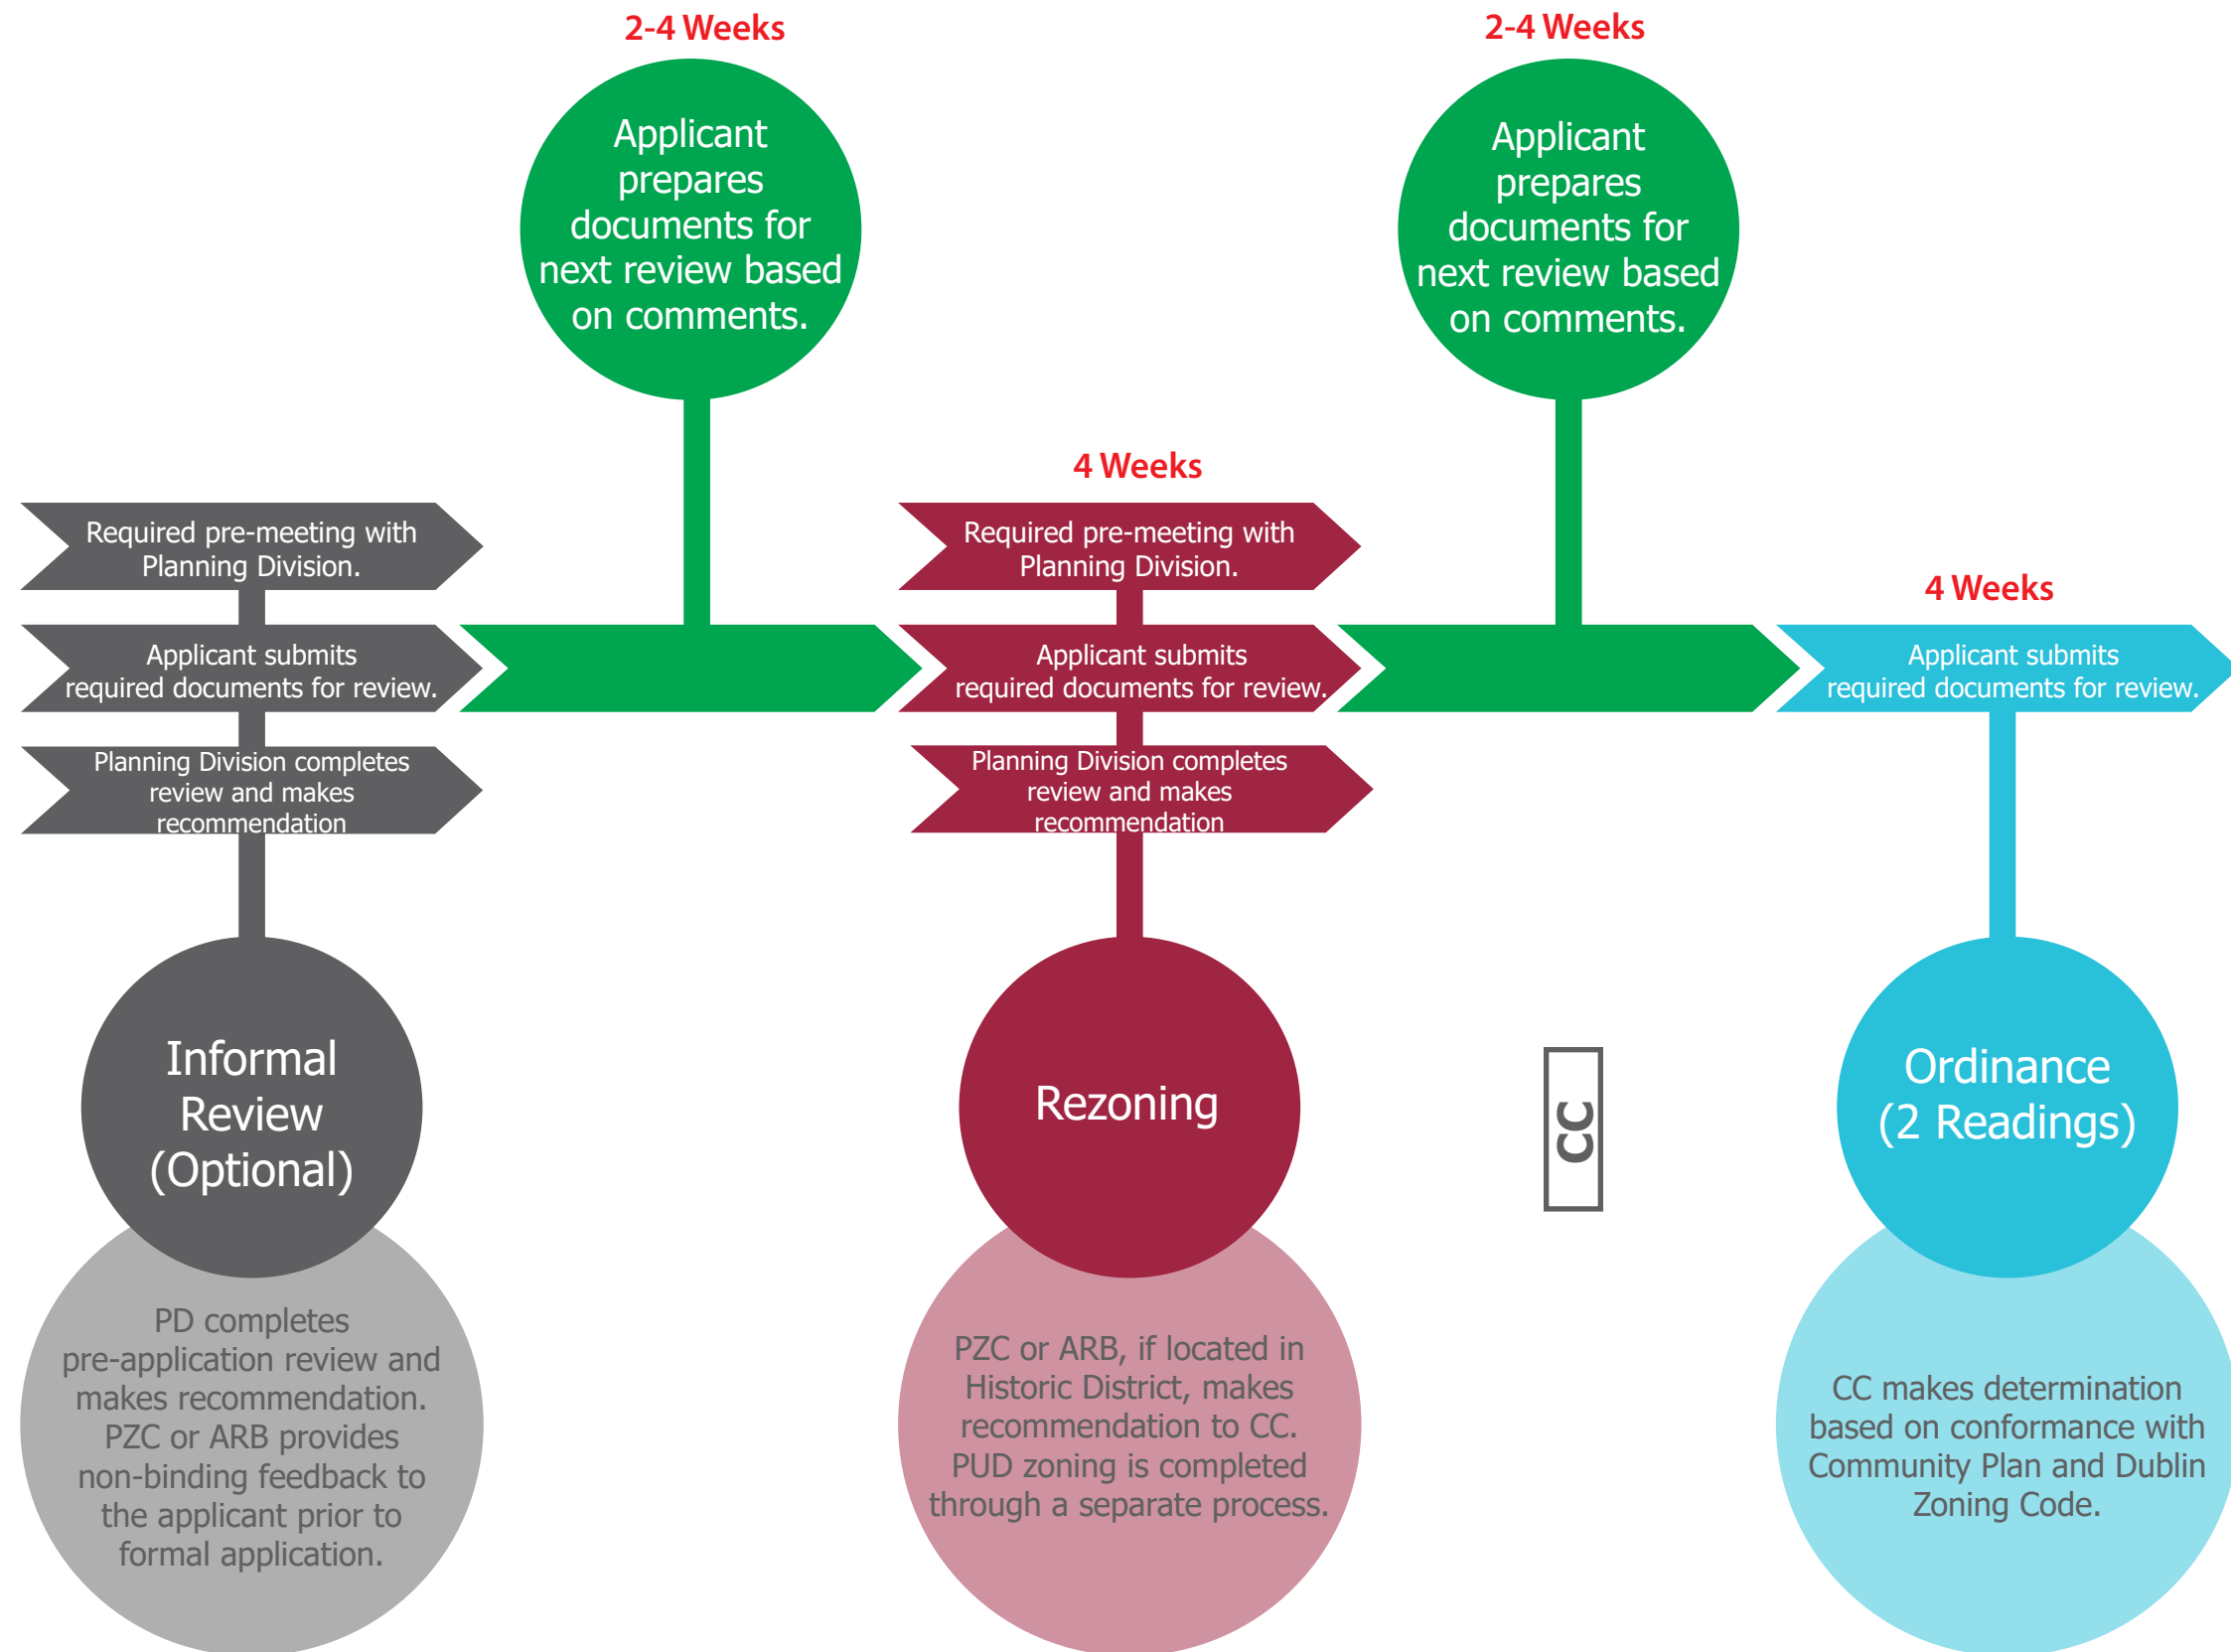 2-4 Weeks
Applicant
prepares
documents for
next review based
on comments.
2-4 Weeks
Applicant
prepares
documents for
next review based
on comments.
Required pre-meeting with
Planning Division.
Applicant submits
required documents for review.
Planning Division completes
review and makes
recommendation
Informal
Review
(Optional)
PD completes
pre-application review and
makes recommendation.
PZC or ARB provides
non-binding feedback to
the applicant prior to
formal application.
4 Weeks
Required pre-meeting with
Planning Division.
Applicant submits
required documents for review.
Planning Division completes
review and makes
recommendation
Rezoning
PZC or ARB, if located in
Historic District, makes
recommendation to CC.
PUD zoning is completed
through a separate process.
CC
4 Weeks
Applicant submits
required documents for review.
Ordinance
(2 Readings)
CC makes determination
based on conformance with
Community Plan and Dublin
Zoning Code.